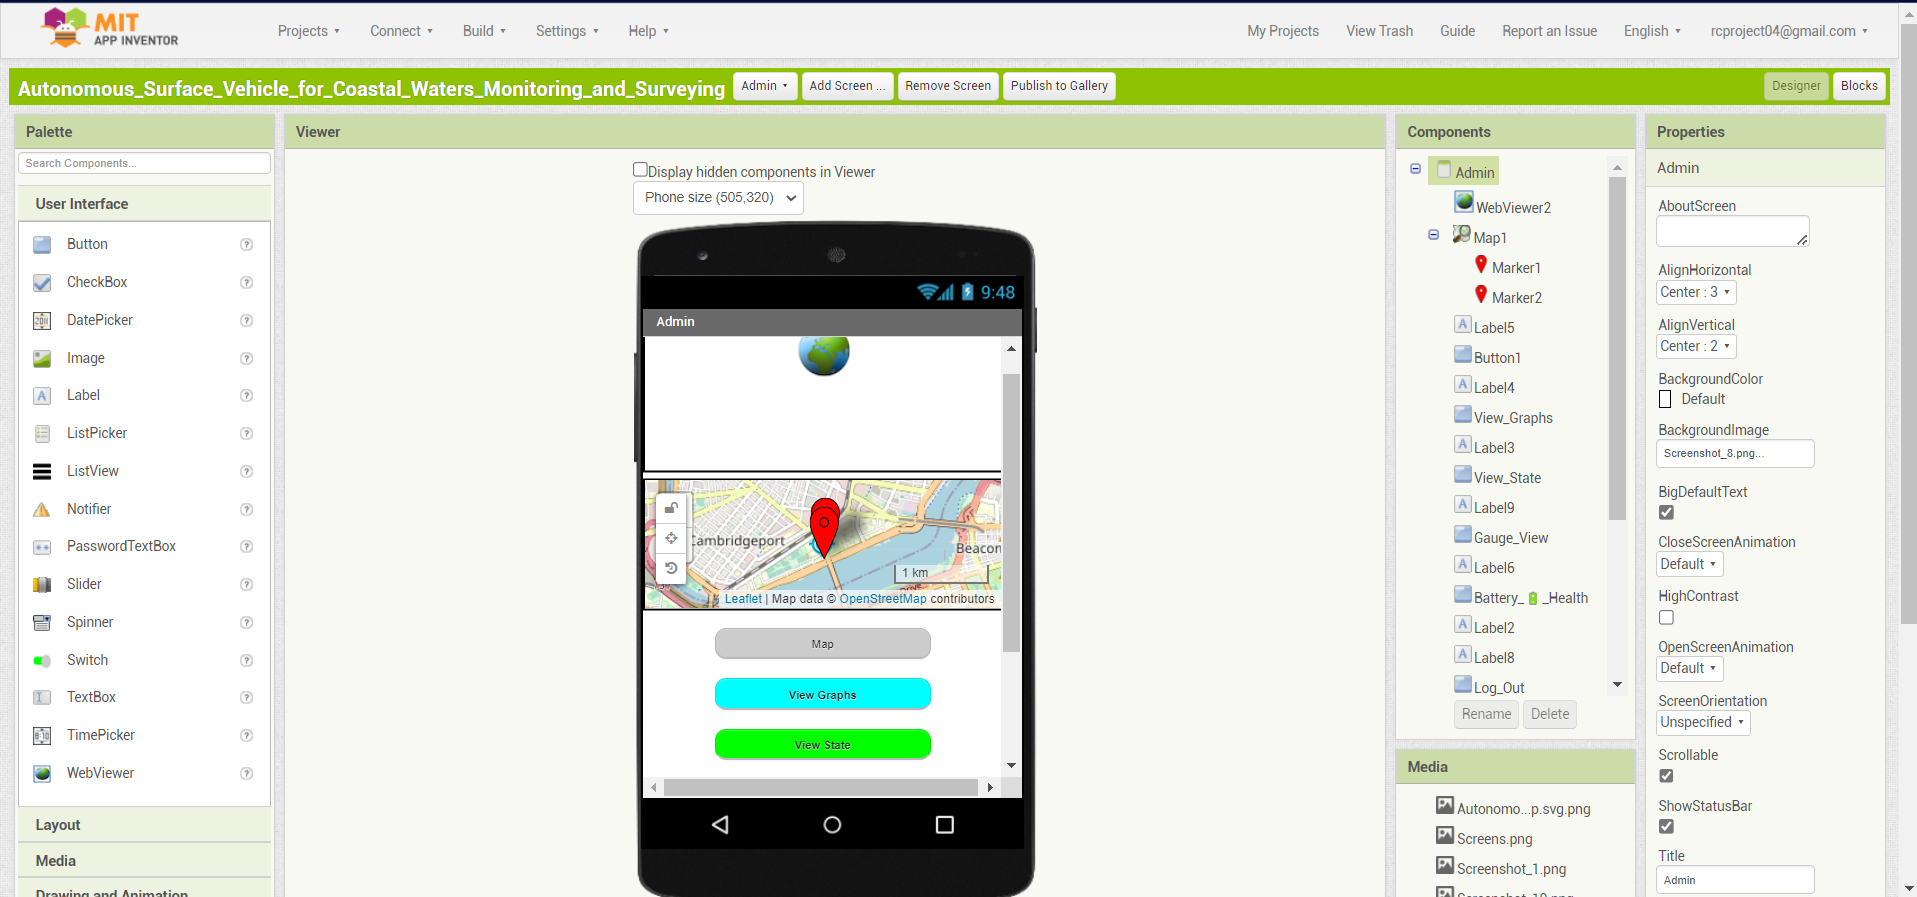 MIT
APP INVENTOR
Projects
Connect
Build
Settings
Help
My Projects
View Trash
Guide
Report an Issue
English
rcproject04@gmail.com
Autonomous_Surface_Vehicle_for_Coastal_Waters_Monitoring_and_Surveying
Admin
Add Screen ...
Remove Screen
Publish to Gallery
Designer
Blocks
Palette
Search Components...
User Interface
Button
CheckBox
DatePicker
Image
Label
ListPicker
ListView
Notifier
PasswordTextBox
Slider
Spinner
Switch
TextBox
TimePicker
WebViewer
Layout
Media
Drawing and Animation
Viewer
Display hidden components in Viewer
Phone size (505,320)
9:48
Admin
Cambridgeport
Beacon
1 km
Leaflet | Map data © OpenStreetMap contributors
Map
View Graphs
View State
Components
Admin
WebViewer2
Map1
Marker1
Marker2
Label5
Button1
Label4
View_Graphs
Label3
View_State
Label9
Gauge_View
Label6
Battery_🔋_Health
Label2
Label8
Log_Out
Rename
Delete
Media
Autonomo...p.svg.png
Screens.png
Screenshot_1.png
Screenshot_10.png
Properties
Admin
AboutScreen
AlignHorizontal
Center : 3
AlignVertical
Center : 2
BackgroundColor
Default
BackgroundImage
Screenshot_8.png...
BigDefaultText
CloseScreenAnimation
Default
HighContrast
OpenScreenAnimation
Default
ScreenOrientation
Unspecified
Scrollable
ShowStatusBar
Title
Admin